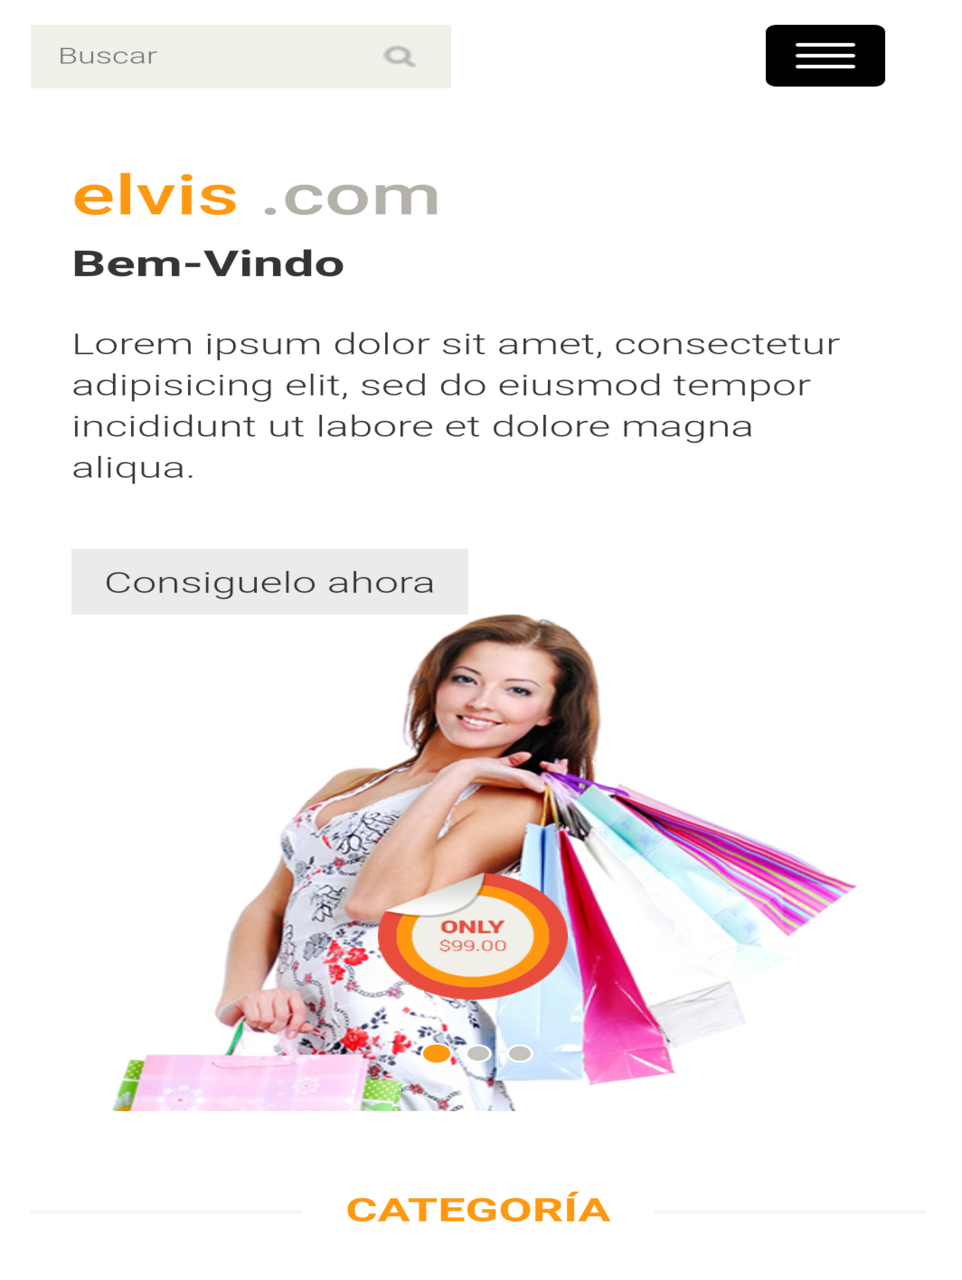 Buscar
elvis .com
Bem-Vindo
Lorem ipsum dolor sit amet, consectetur
adipisicing elit, sed do eiusmod tempor
incididunt ut labore et dolore magna
aliqua.
Consiguelo ahora
ONLY
$99.00
CATEGORÍA